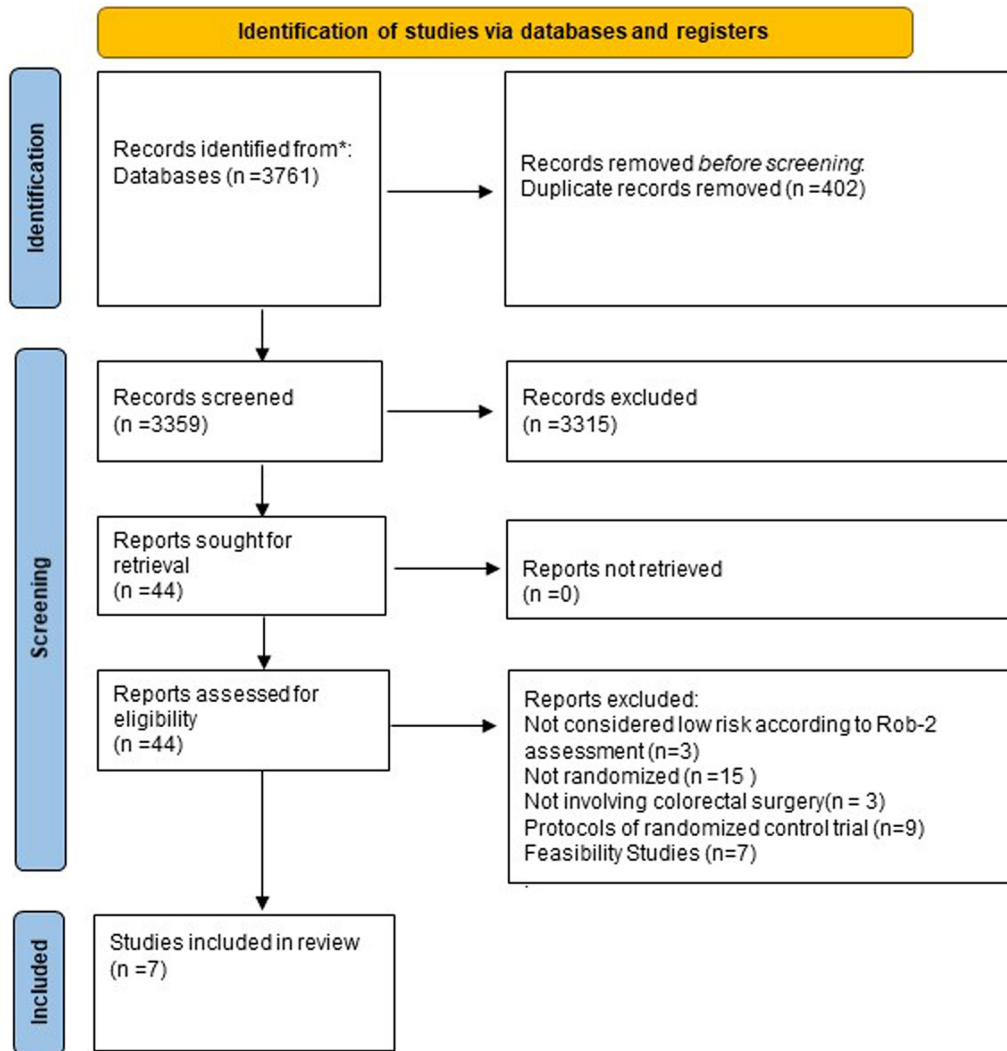 Identification of studies via databases and registers
Identification
Records identified from*:
Databases (n =3761)
Records removed before screening:
Duplicate records removed (n =402)
Screening
Records screened
(n =3359)
Records excluded
(n =3315)
Reports sought for
retrieval
(n =44)
Reports not retrieved
(n =0)
Reports assessed for
eligibility
(n =44)
Reports excluded:
Not considered low risk according to Rob-2
assessment (n=3)
Not randomized (n =15 )
Not involving colorectal surgery(n = 3)
Protocols of randomized control trial (n=9)
Feasibility Studies (n=7)
.
Included
Studies included in review
(n =7)